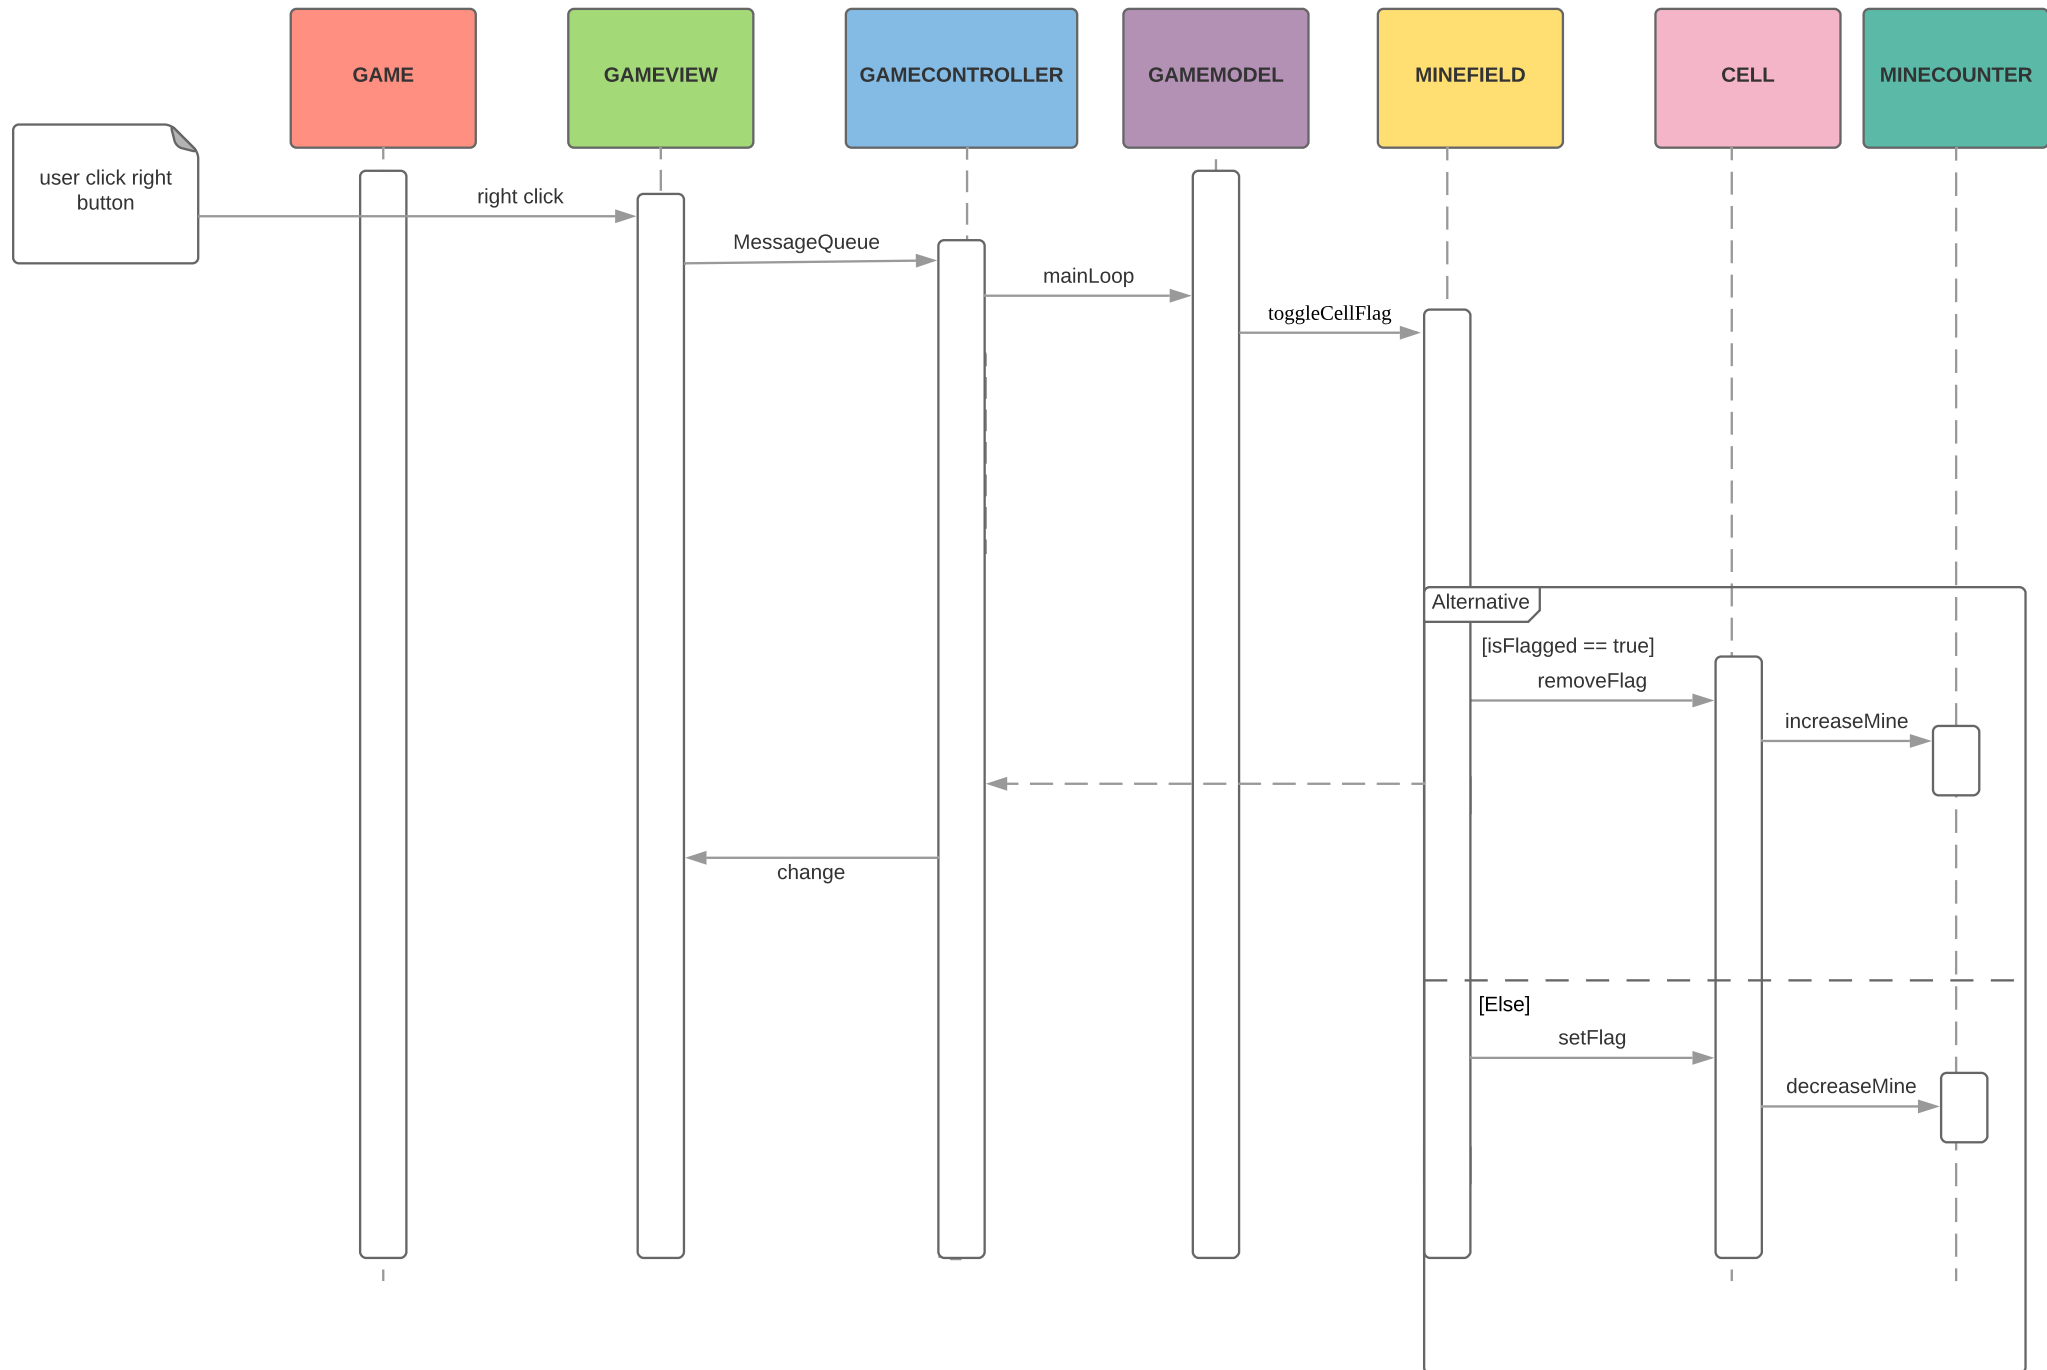 GAME
GAMEVIEW
GAMECONTROLLER
GAMEMODEL
MINEFIELD
CELL
MINECOUNTER
user click right
button
right click
MessageQueue
mainLoop
toggleCellFlag
Alternative
[isFlagged == true]
removeFlag
increaseMine
change
[Else]
setFlag
decreaseMine